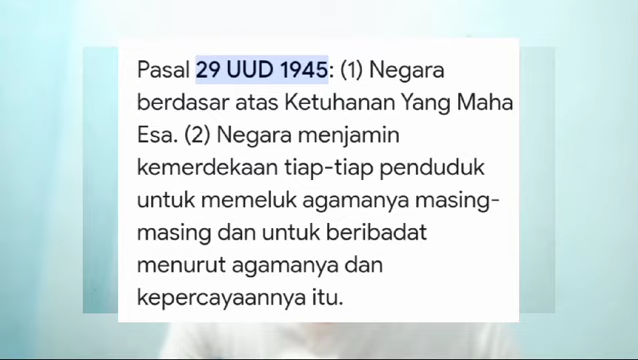 Pasal 29 UUD 1945: (1) Negara
berdasar atas Ketuhanan Yang Maha
Esa. (2) Negara menjamin
kemerdekaan tiap-tiap penduduk
untuk memeluk agamanya masing-
masing dan untuk beribadat
menurut agamanya dan
kepercayaannya itu.